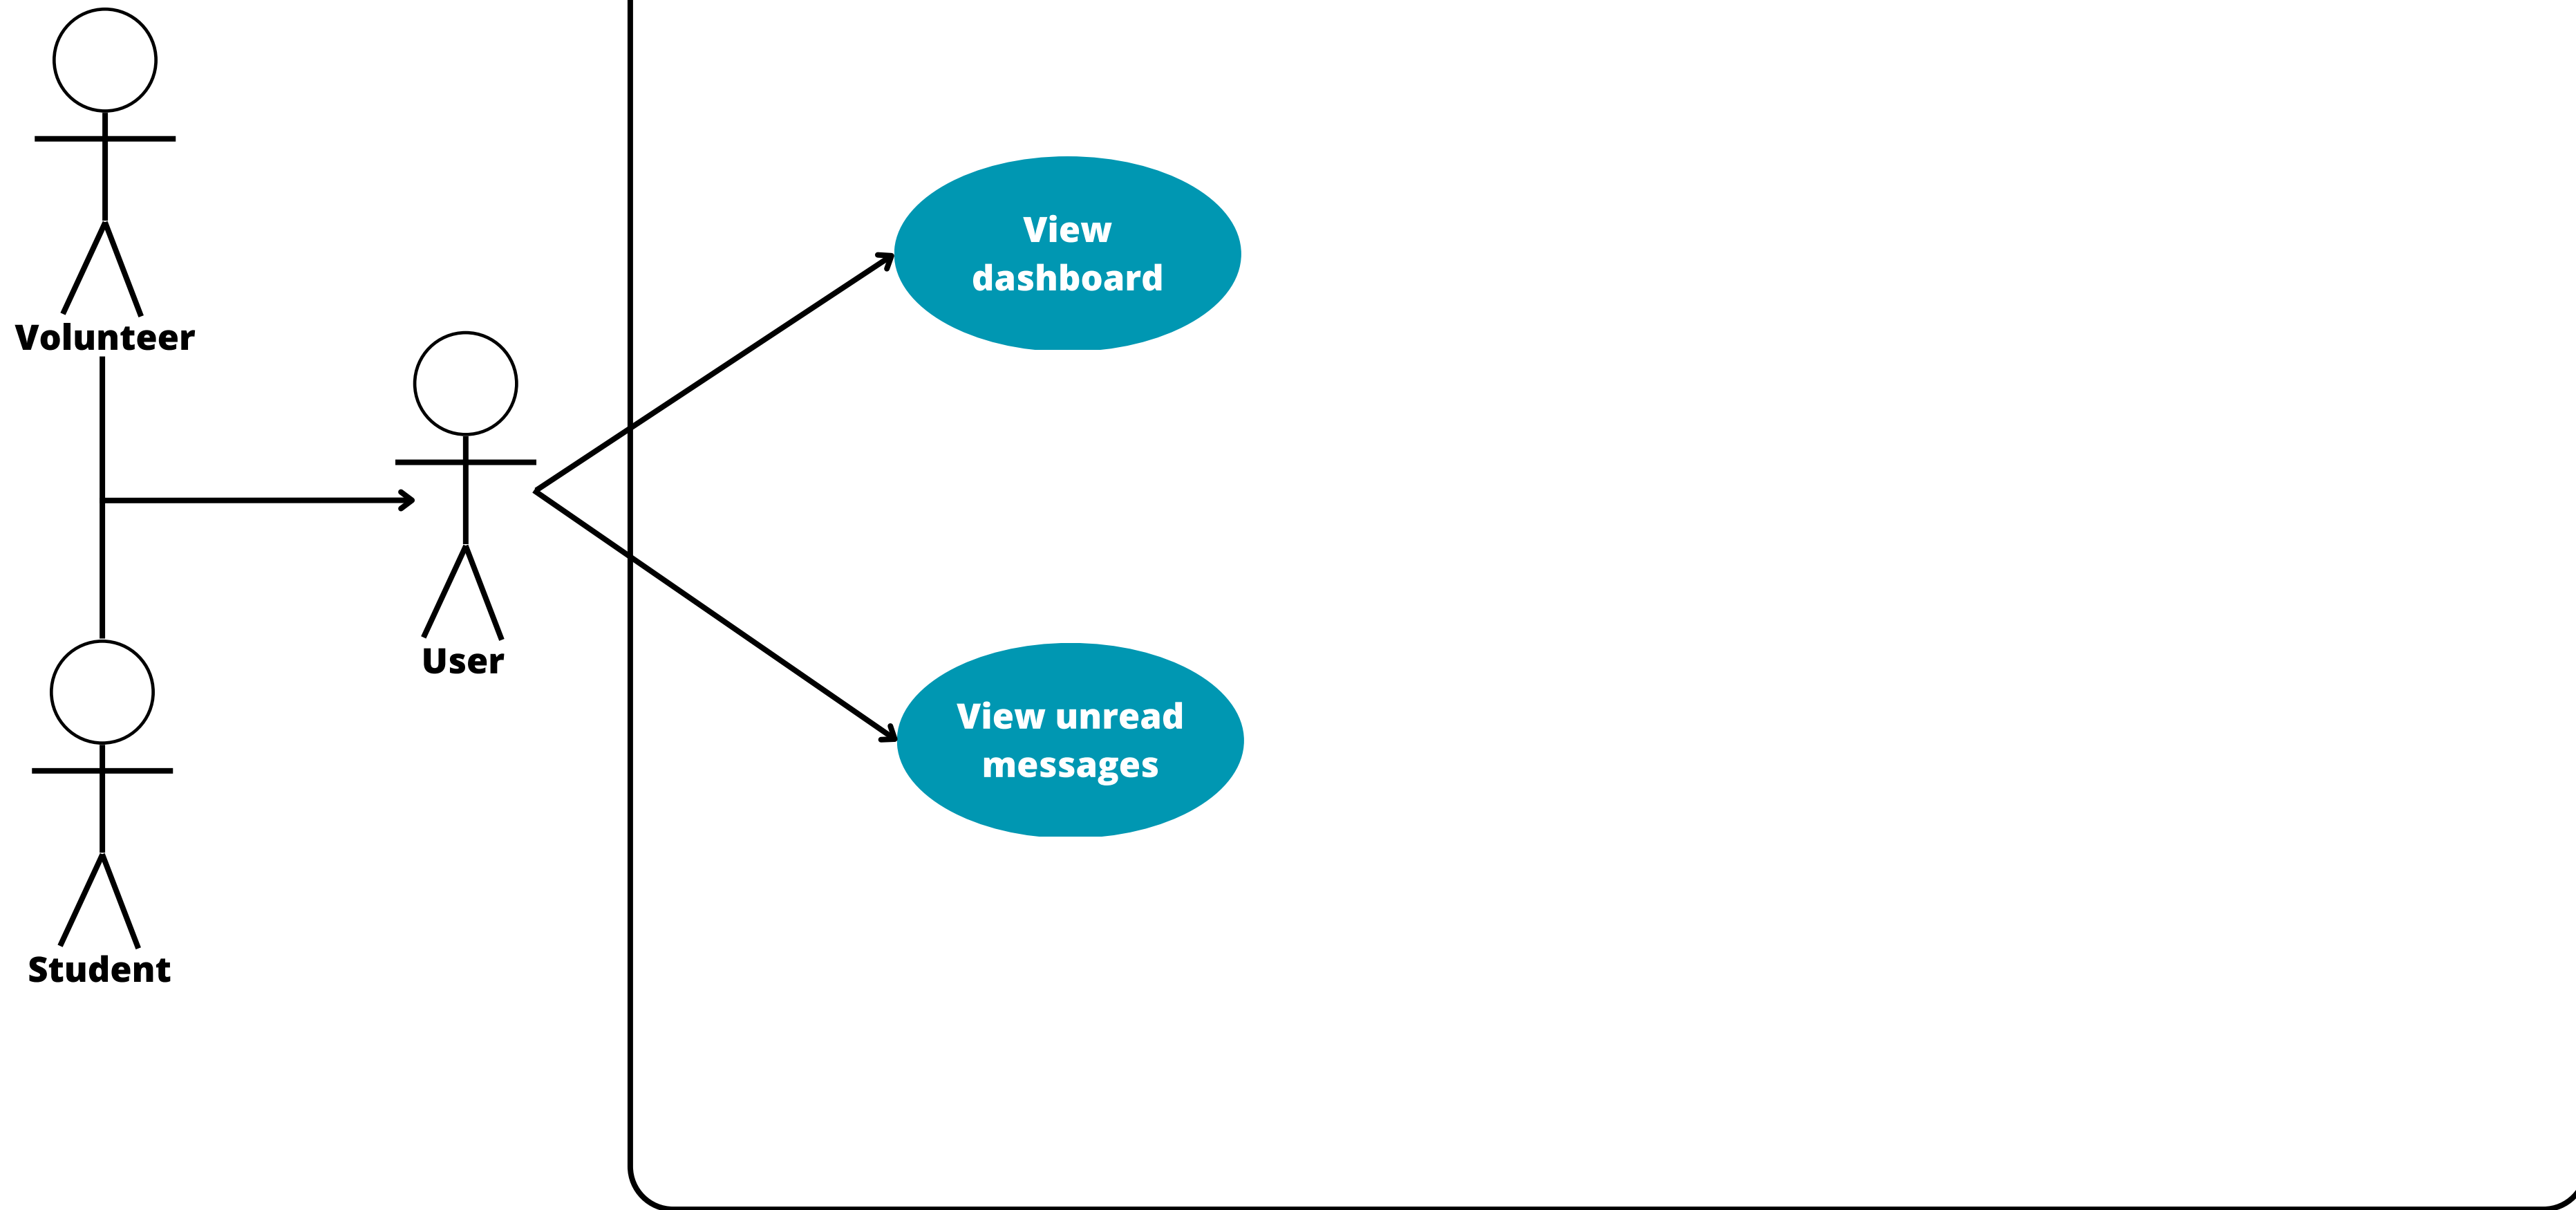 Volunteer
View
dashboard
User
View unread
messages
Student